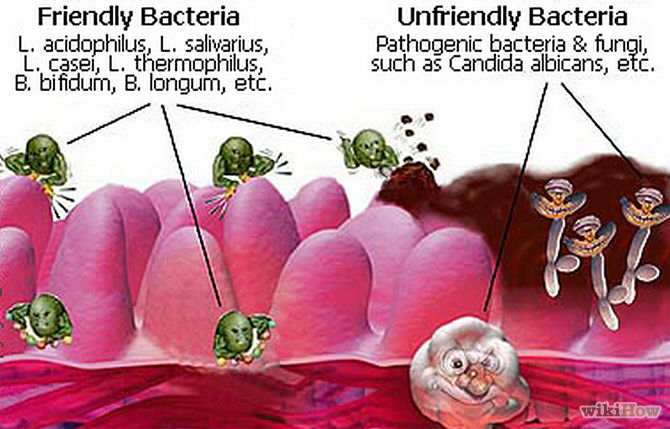 Friendly Bacteria
L. acidophilus, L. salivarius,
L. casei, L. thermophilus,
B. bifidum, B. longum, etc.
Unfriendly Bacteria
Pathogenic bacteria & fungi,
such as Candida albicans, etc.
wikiHow